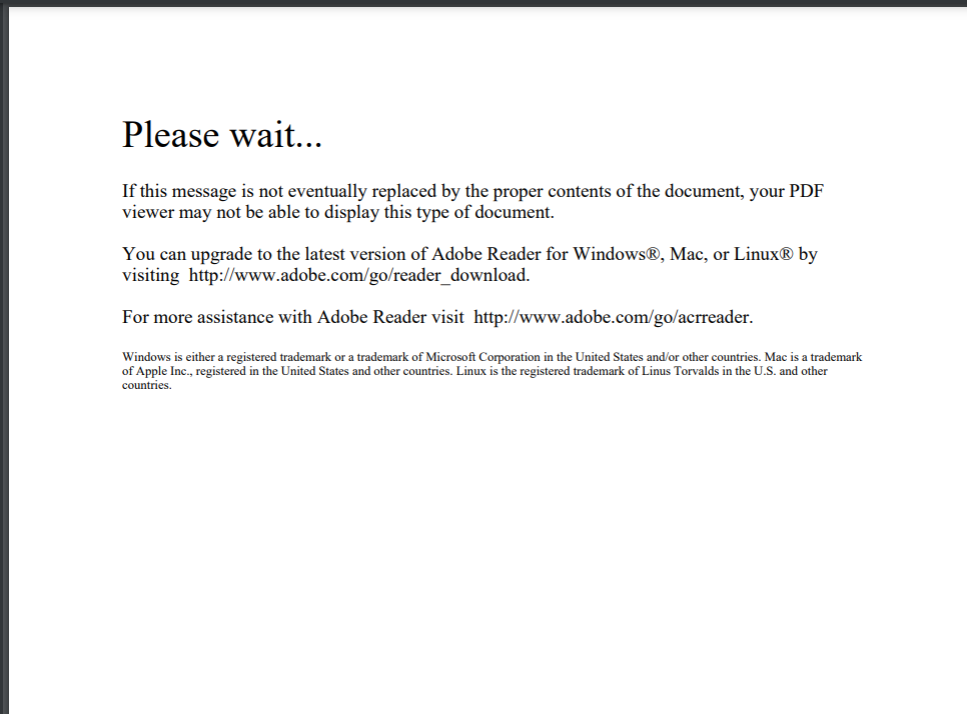 Please wait...
If this message is not eventually replaced by the proper contents of the document, your PDF
viewer may not be able to display this type of document.
You can upgrade to the latest version of Adobe Reader for Windows®, Mac, or Linux® by
visiting  http://www.adobe.com/go/reader_download.
For more assistance with Adobe Reader visit  http://www.adobe.com/go/acrreader.
Windows is either a registered trademark or a trademark of Microsoft Corporation in the United States and/or other countries. Mac is a trademark
of Apple Inc., registered in the United States and other countries. Linux is the registered trademark of Linus Torvalds in the U.S. and other
countries.